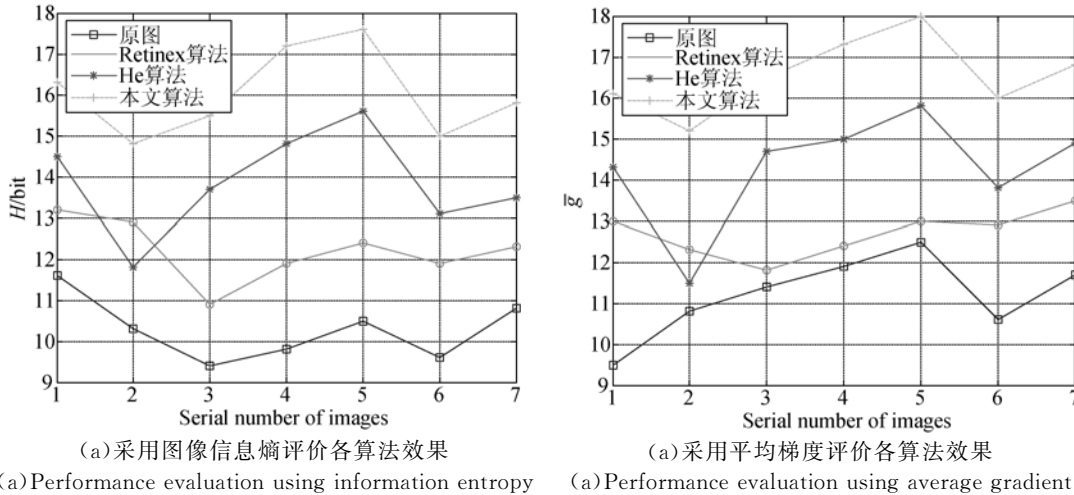 18
17
16
15
14
13
12
11
10
9
H/bit
原图
Retinex算法
He算法
本文算法
1 2 3 4 5 6 7
Serial number of images
(a)采用图像信息熵评价各算法效果
(a)Performance evaluation using information entropy
18
17
16
15
14
13
12
11
10
9
g̅
原图
Retinex算法
He算法
本文算法
1 2 3 4 5 6 7
Serial number of images
(a)采用平均梯度评价各算法效果
(a)Performance evaluation using average gradient